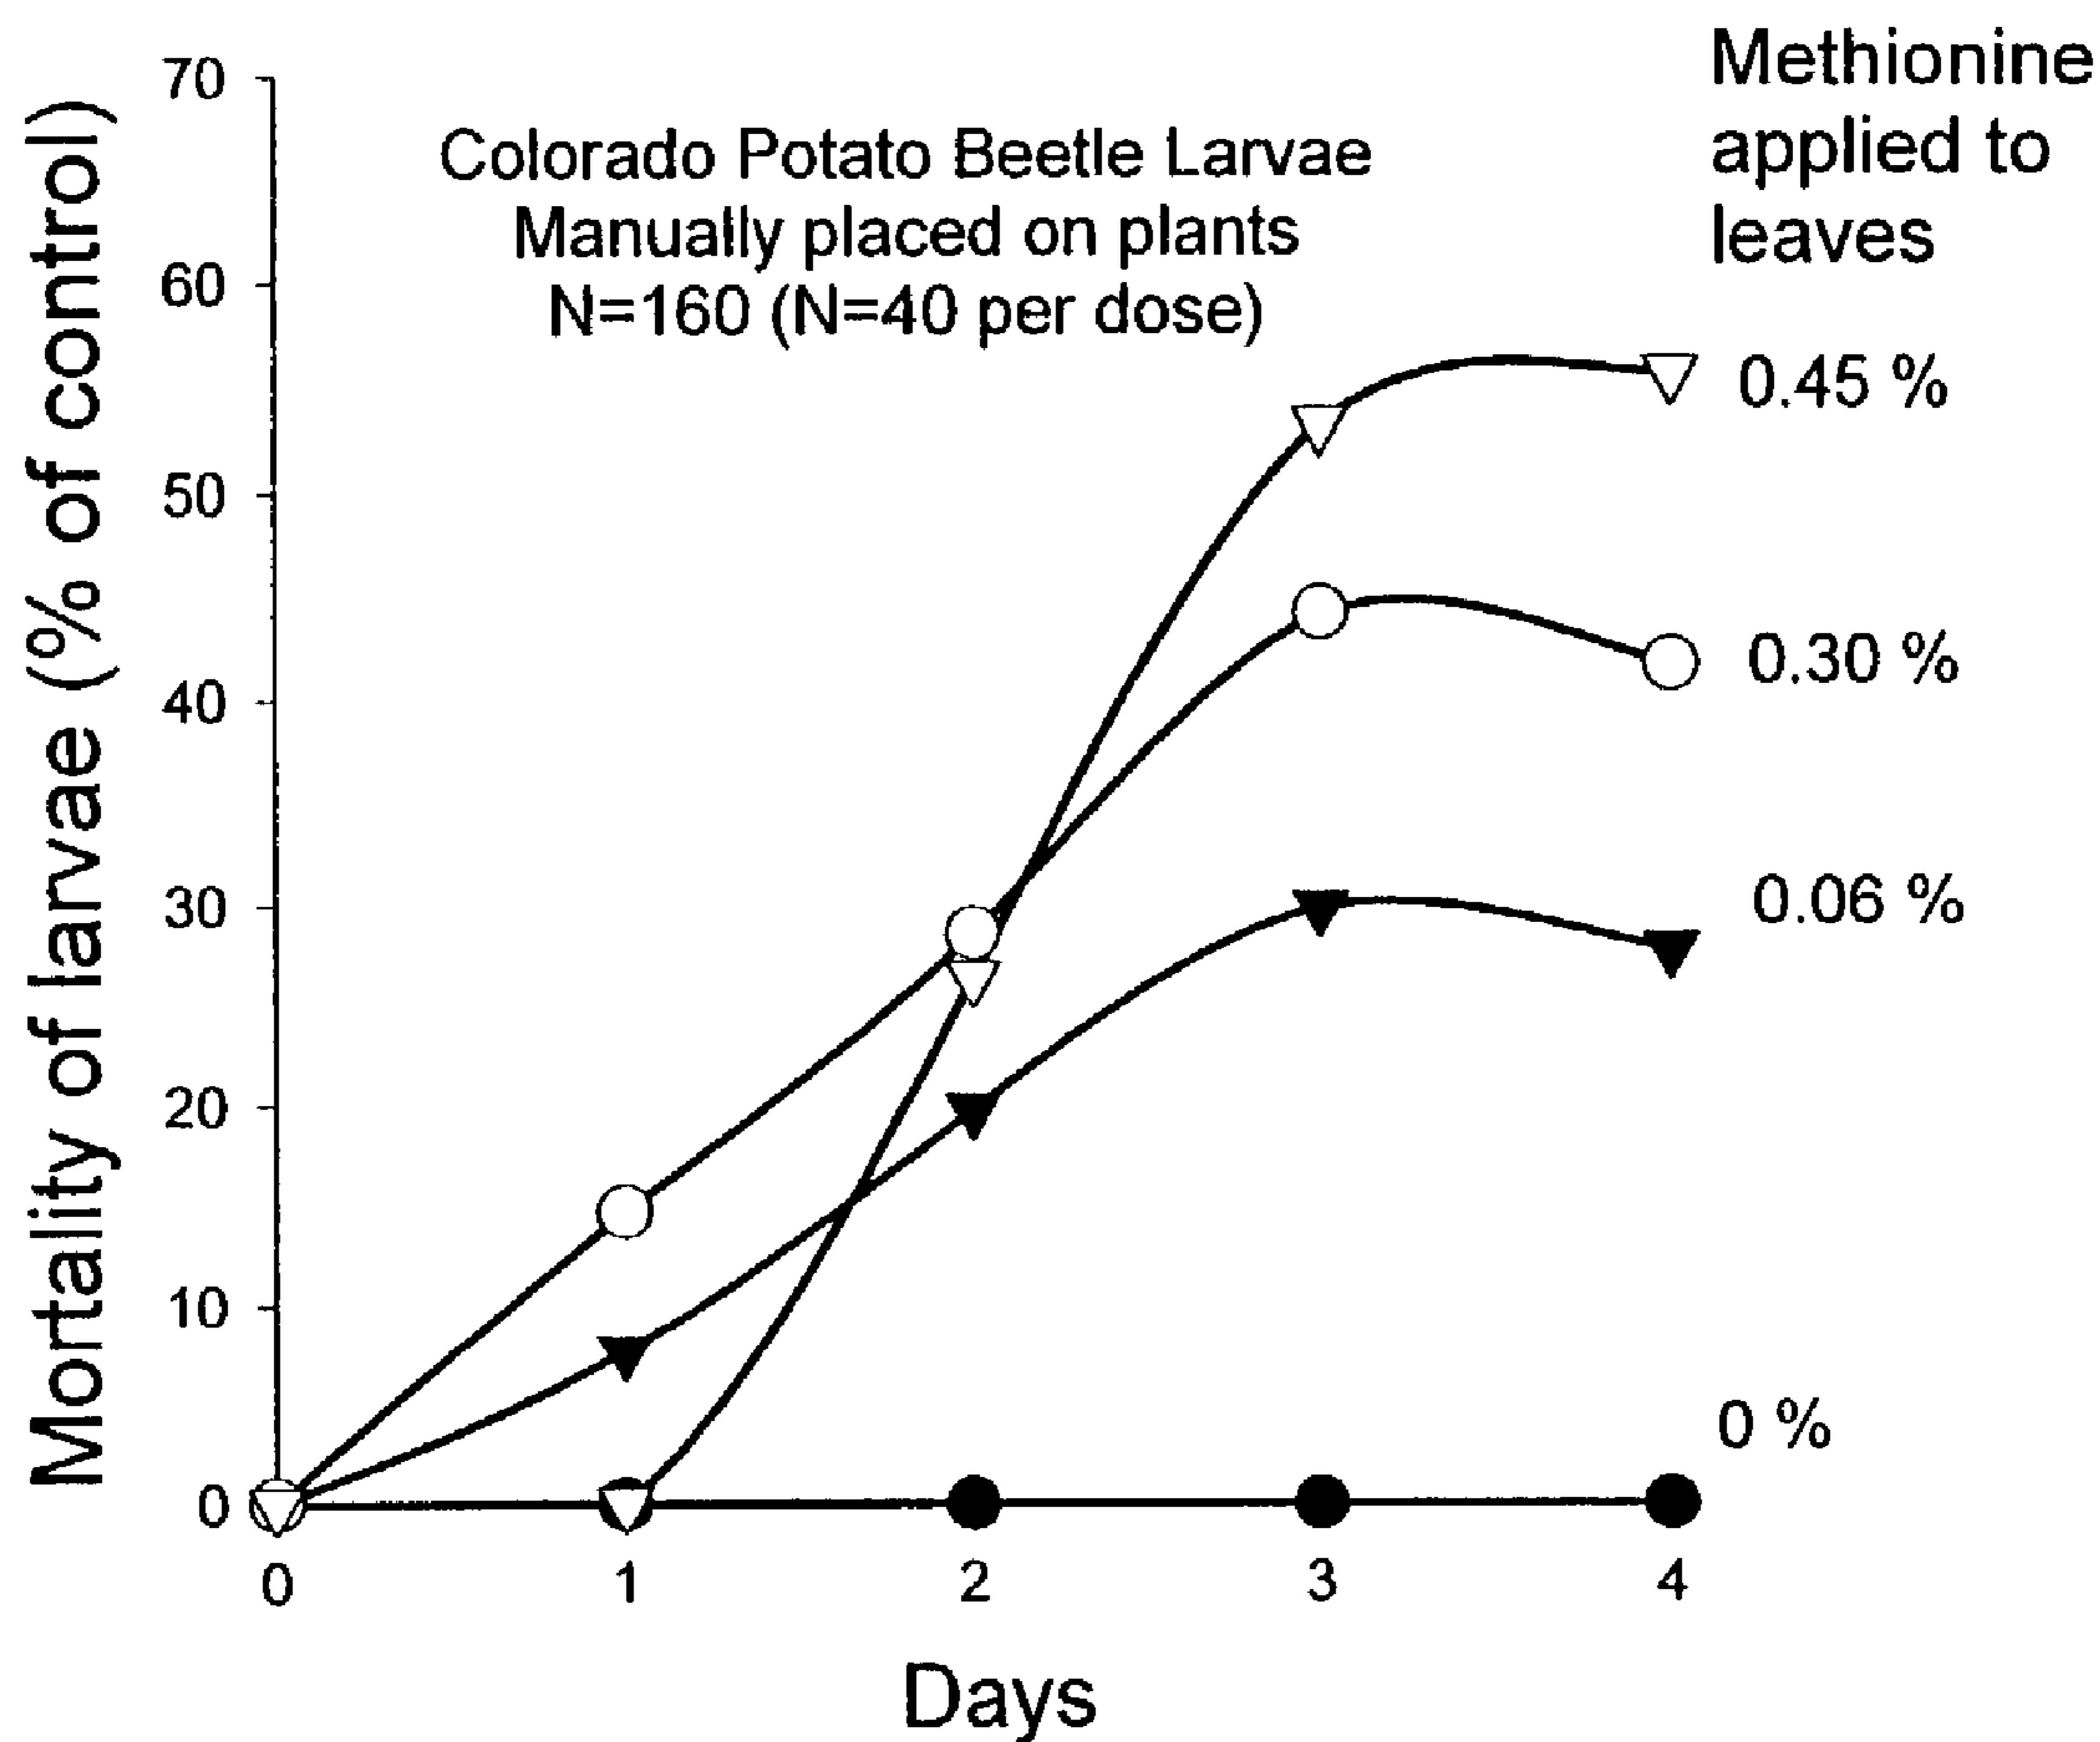 Methionine
applied to
leaves
Colorado Potato Beetle Larvae
Manually placed on plants
N=160 (N=40 per dose)
Mortality of larvae (% of control)
70
60
50
40
30
20
10
0
0.45 %
0.30 %
0.06 %
0 %
0 1 2 3 4
Days